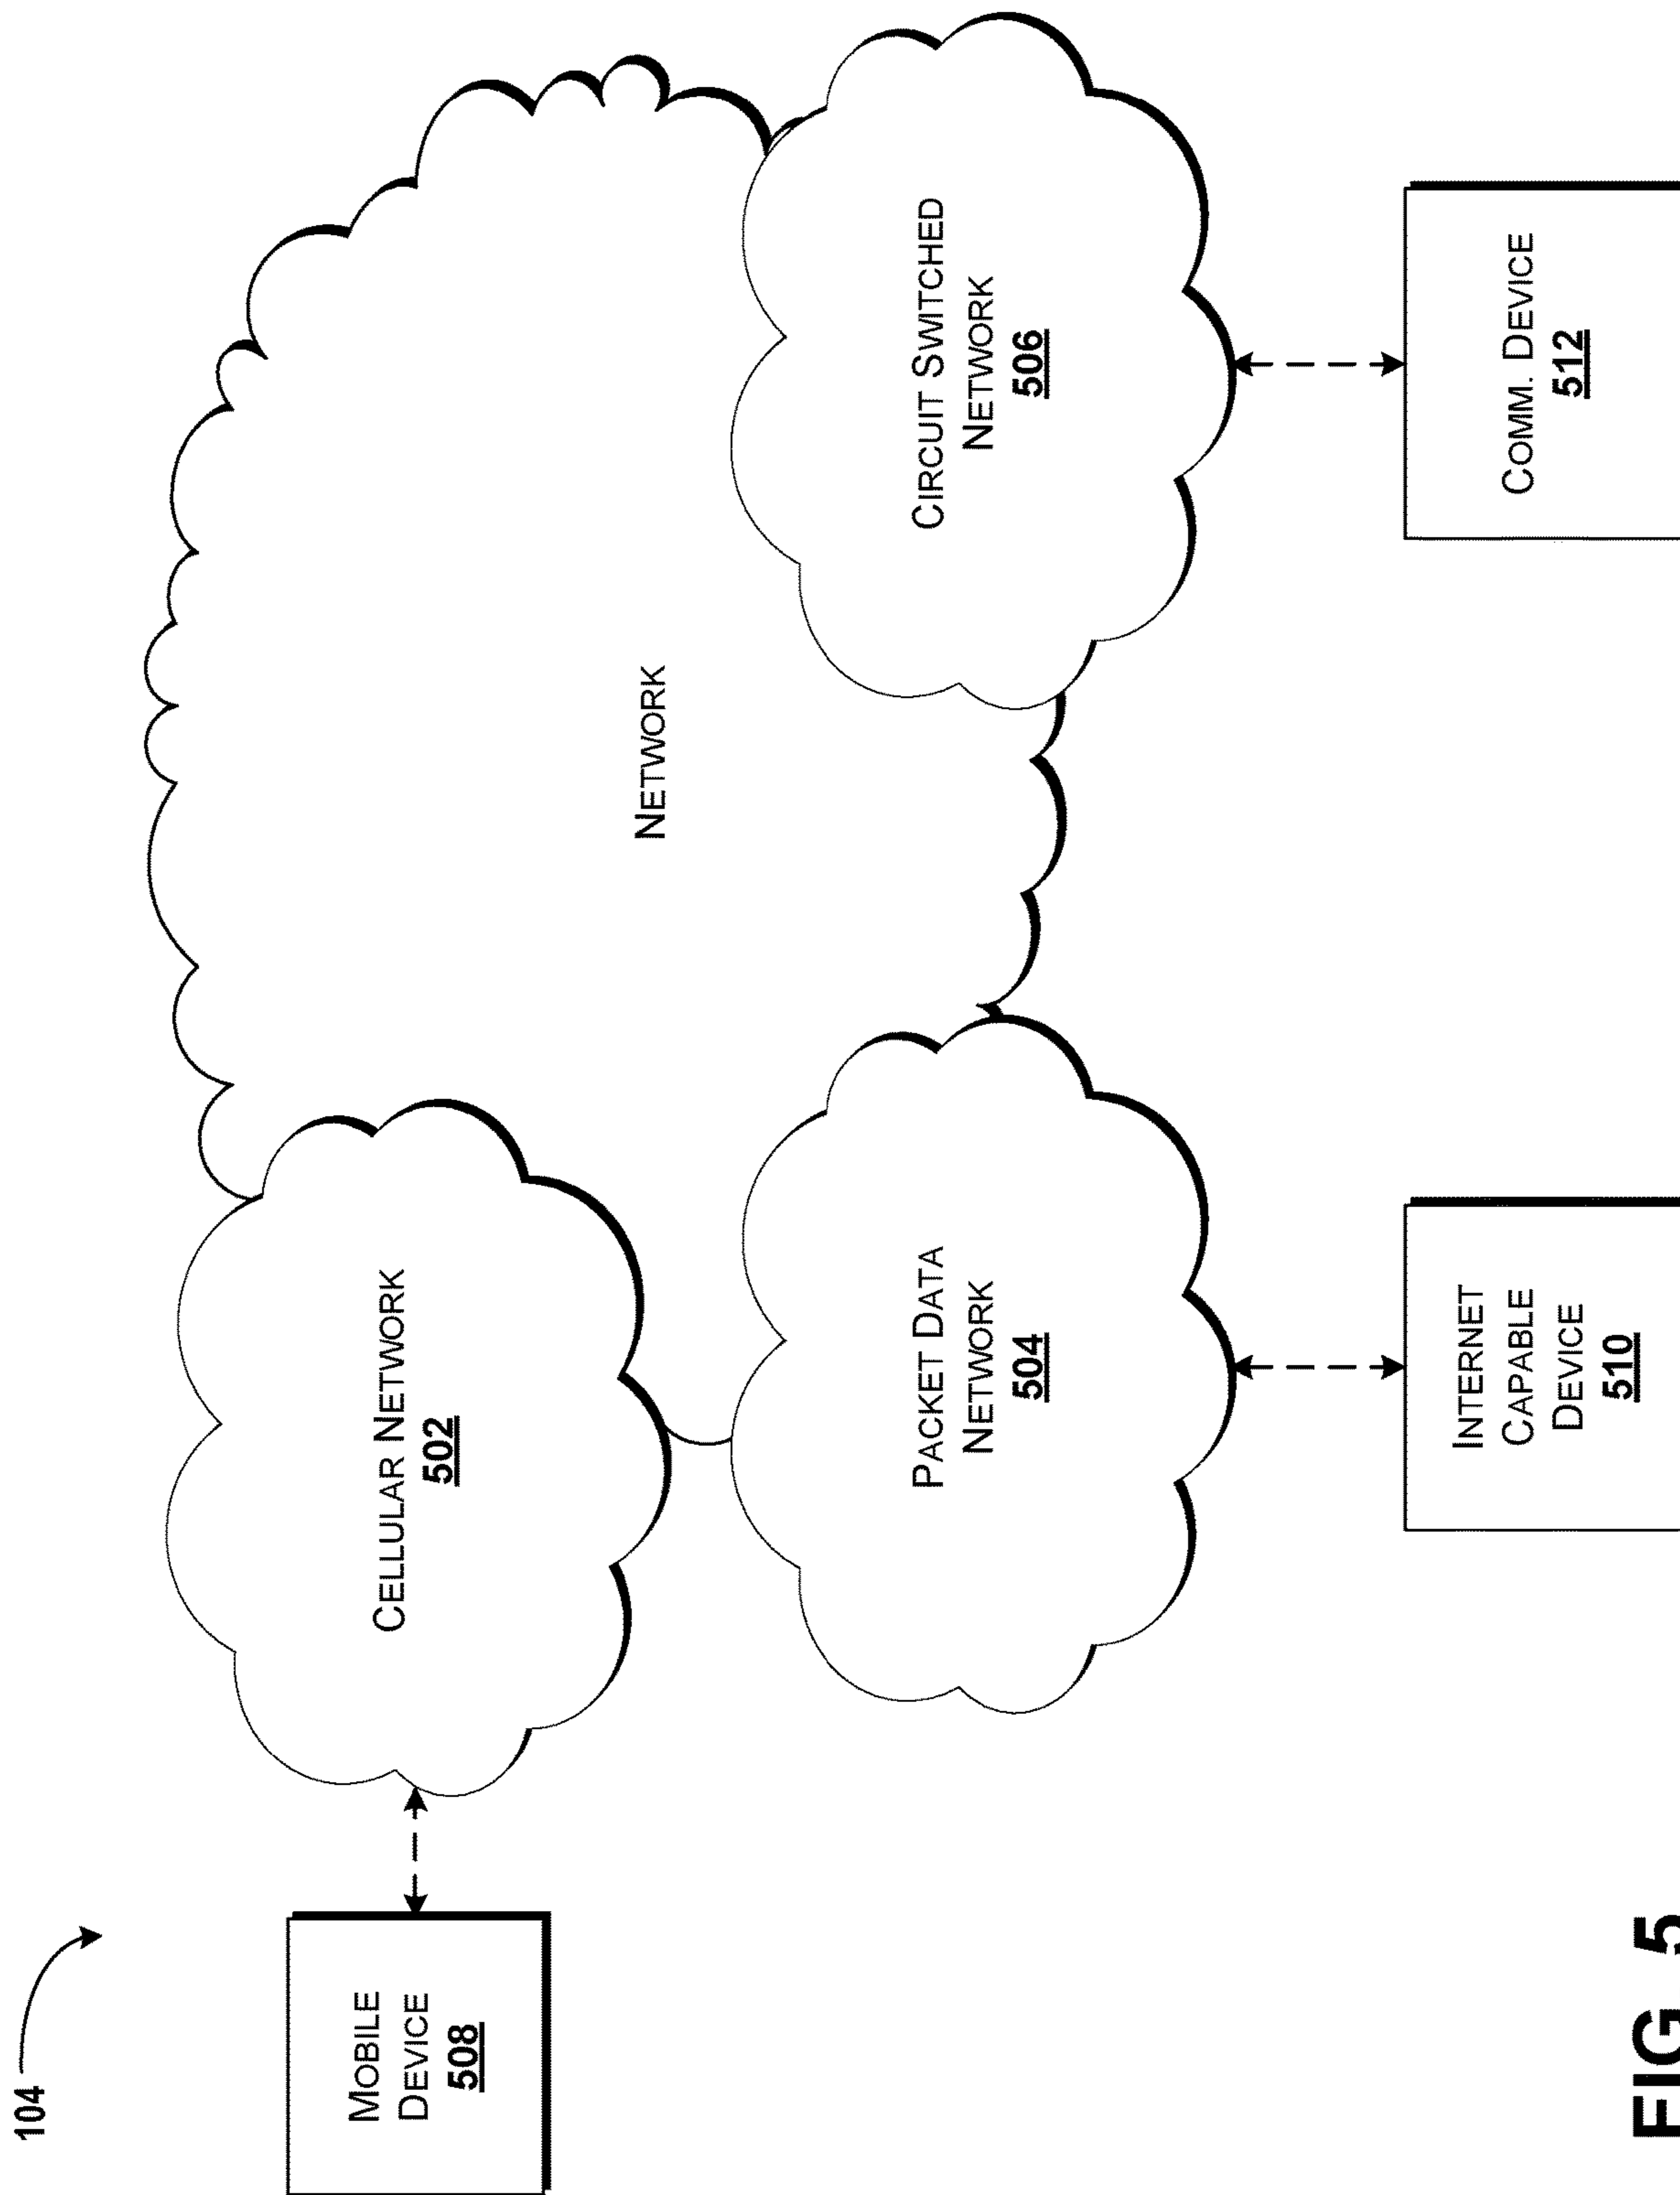 104
NETWORK
CELLULAR NETWORK
502
MOBILE
DEVICE
508
PACKET DATA
NETWORK
504
CIRCUIT SWITCHED
NETWORK
506
INTERNET
CAPABLE
DEVICE
510
COMM. DEVICE
512
FIG. 5